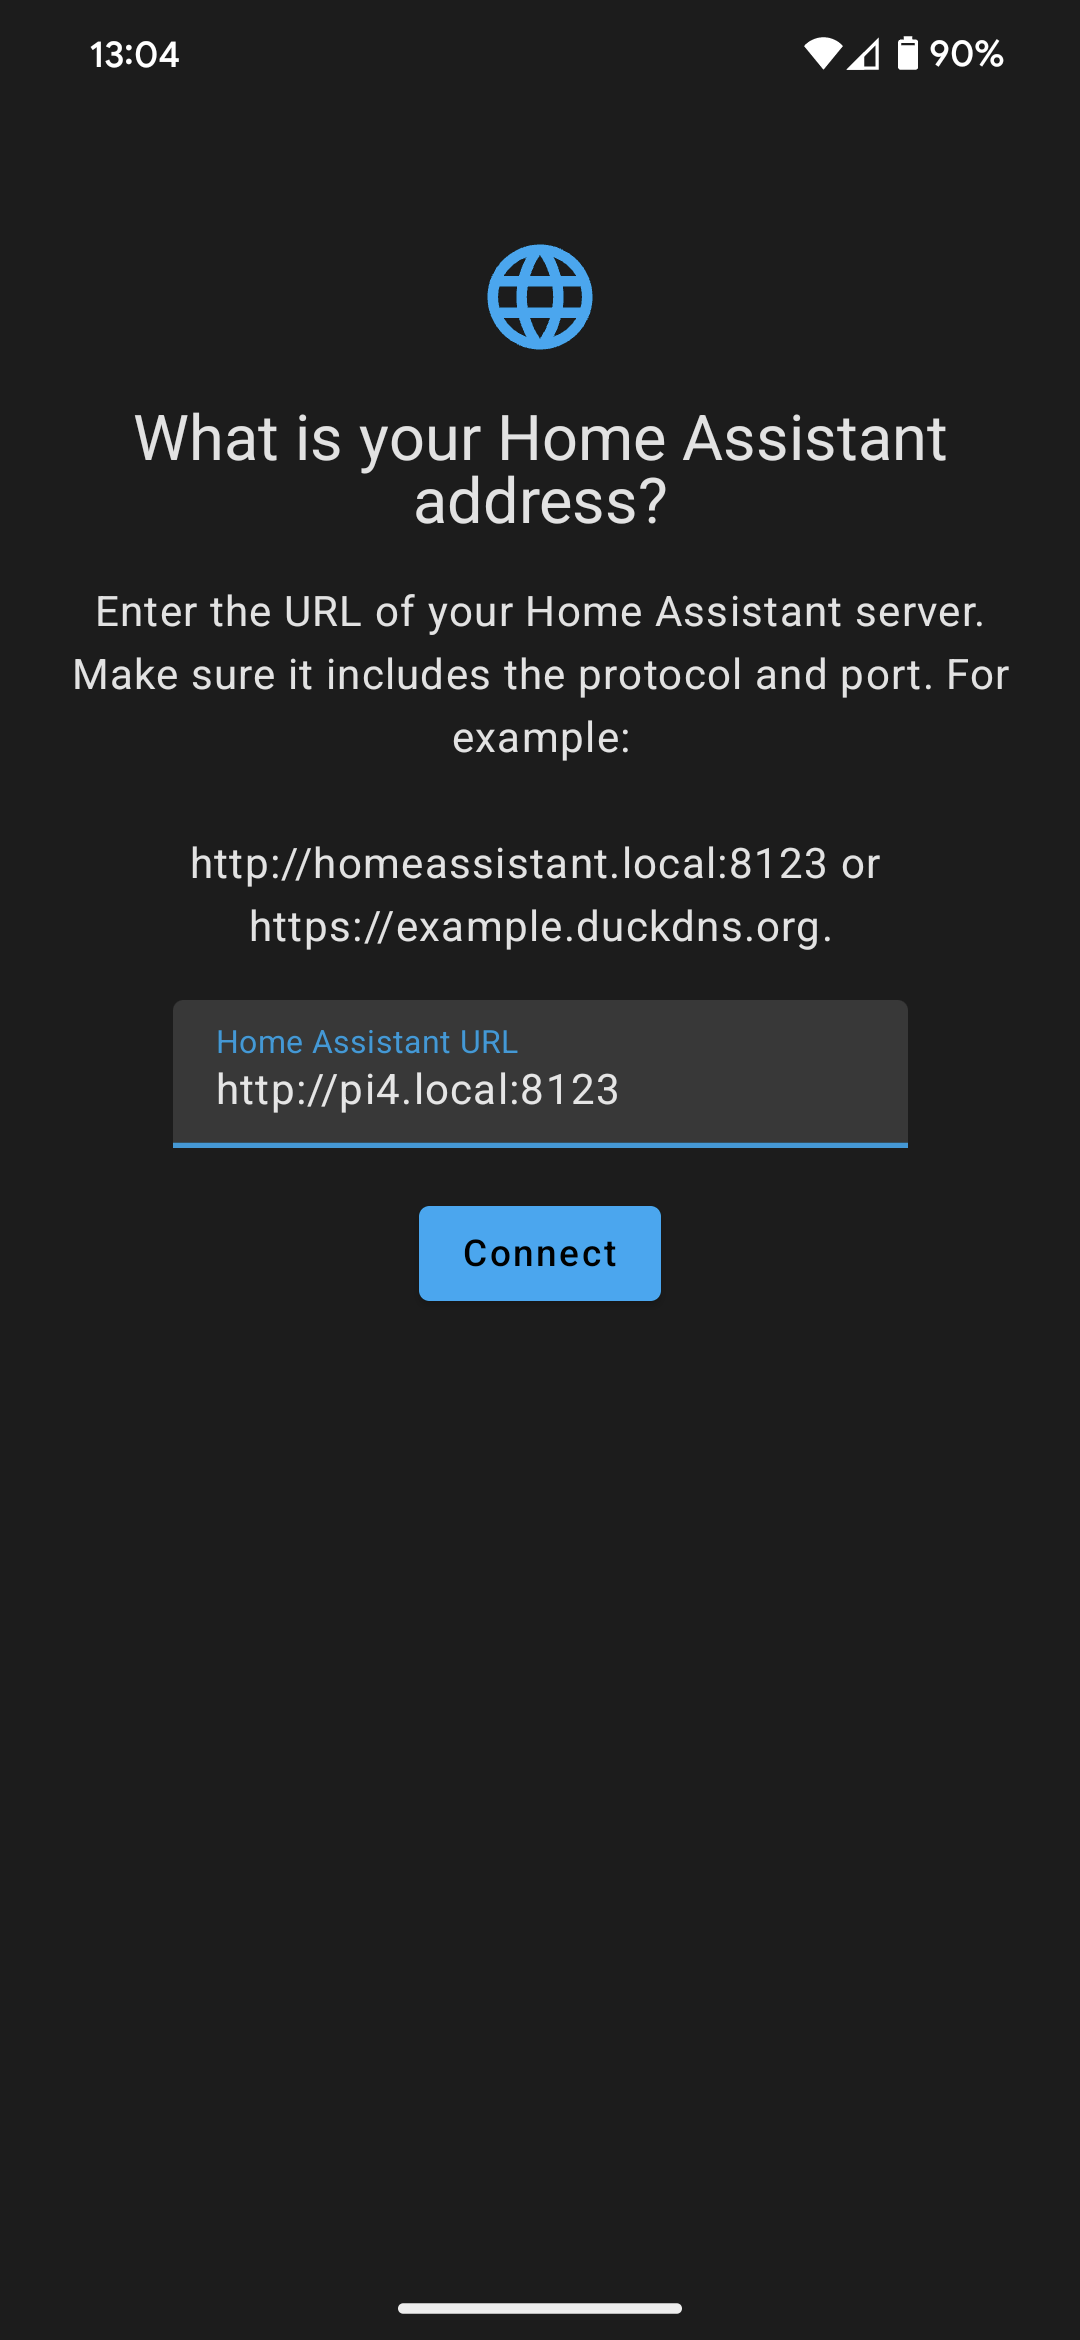 13:04
90%
What is your Home Assistant
address?
Enter the URL of your Home Assistant server.
Make sure it includes the protocol and port. For
example:
http://homeassistant.local:8123 or
https://example.duckdns.org.
Home Assistant URL
http://pi4.local:8123
Connect